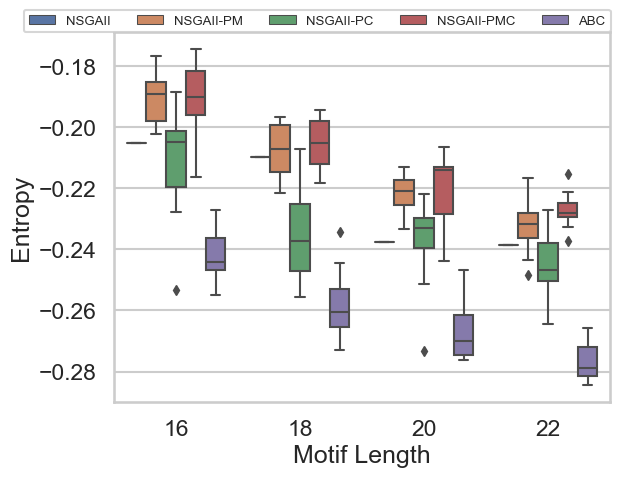 NSGAII NSGAII-PM NSGAII-PC NSGAII-PMC ABC
−0.18
−0.20
−0.22
−0.24
−0.26
−0.28
Entropy
16 18 20 22
Motif Length